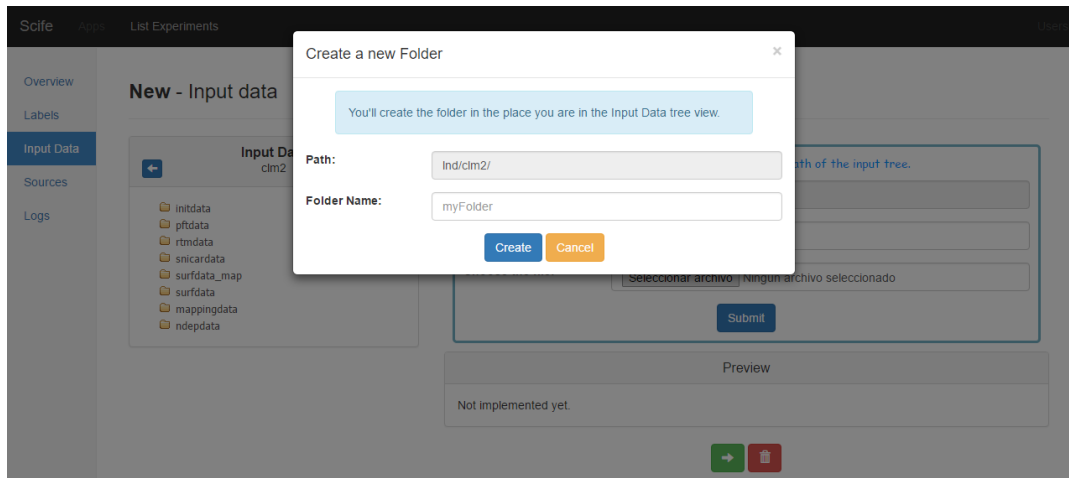 Scife Apps List Experiments Users
Create a new Folder ×
Overview
New - Input data
You'll create the folder in the place you are in the Input Data tree view.
Labels
Input Data
Input Da
clm2
Path:
lnd/clm2/
ath of the input tree.
Sources
Folder Name:
myFolder
Logs
initdata
pftdata
rtmdata
snicardata
surfdata_map
surfdata
mappingdata
ndepdata
Create Cancel
Seleccionar archivo Ningún archivo seleccionado
Submit
Preview
Not implemented yet.